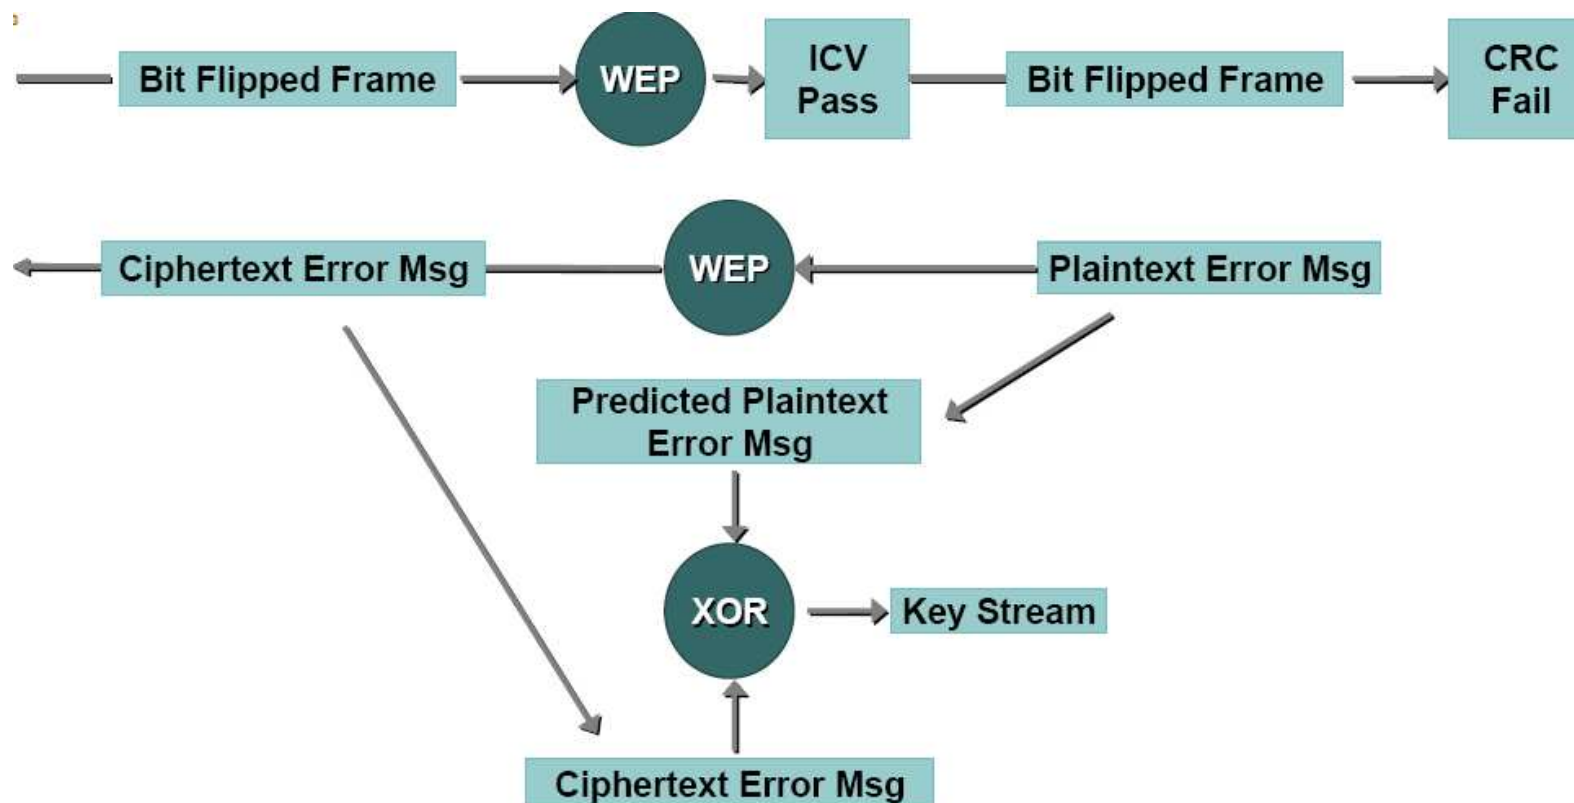 Bit Flipped Frame
WEP
ICV
Pass
Bit Flipped Frame
CRC
Fail
Ciphertext Error Msg
WEP
Plaintext Error Msg
Predicted Plaintext
Error Msg
XOR
Key Stream
Ciphertext Error Msg